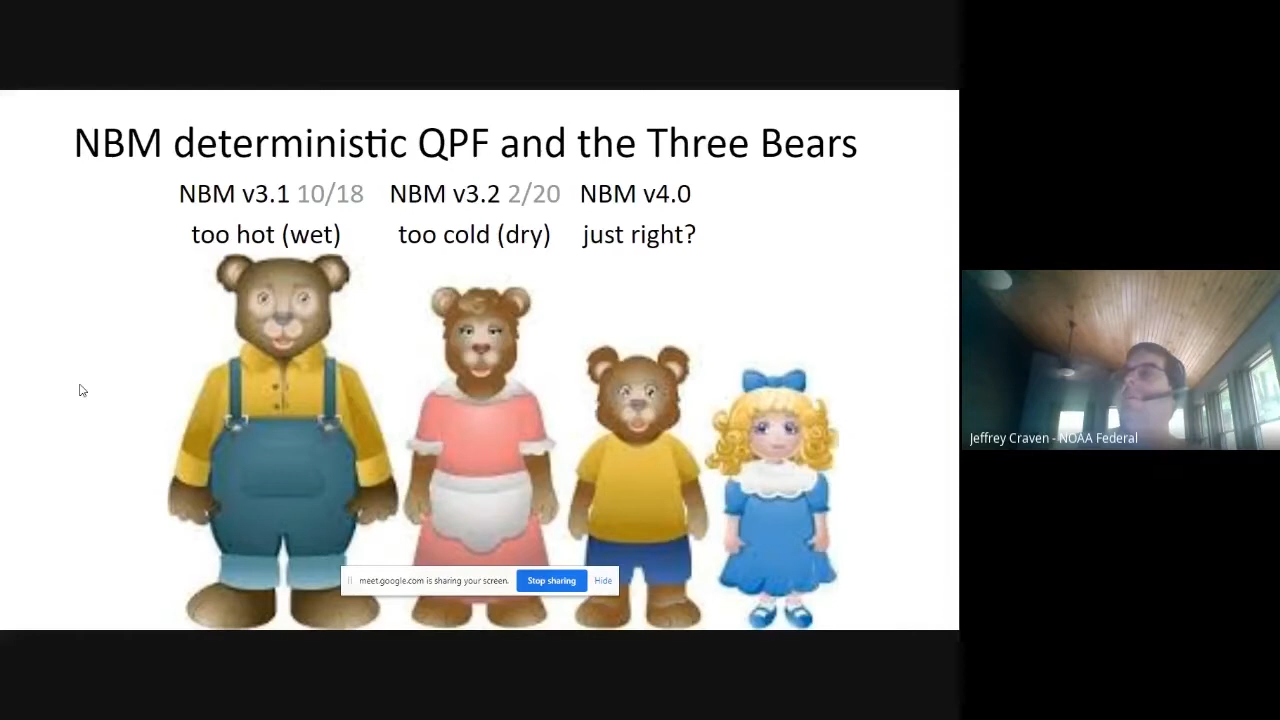 NBM deterministic QPF and the Three Bears
NBM v3.1 10/18 NBM v3.2 2/20 NBM v4.0
too hot (wet) too cold (dry) just right?
meet.google.com is sharing your screen. Stop sharing Hide
Jeffrey Craven - NOAA Federal